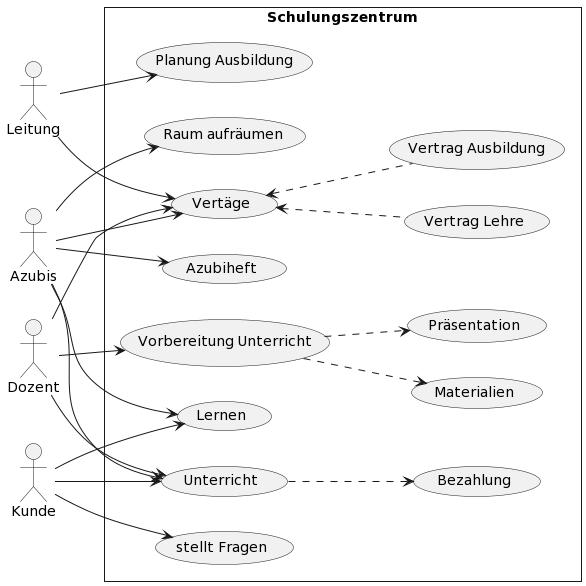 Schulungszentrum
Planung Ausbildung
Leitung
Raum aufräumen
Vertrag Ausbildung
Vertäge
Vertrag Lehre
Azubis
Azubiheft
Präsentation
Vorbereitung Unterricht
Dozent
Materialien
Lernen
Unterricht
Bezahlung
Kunde
stellt Fragen